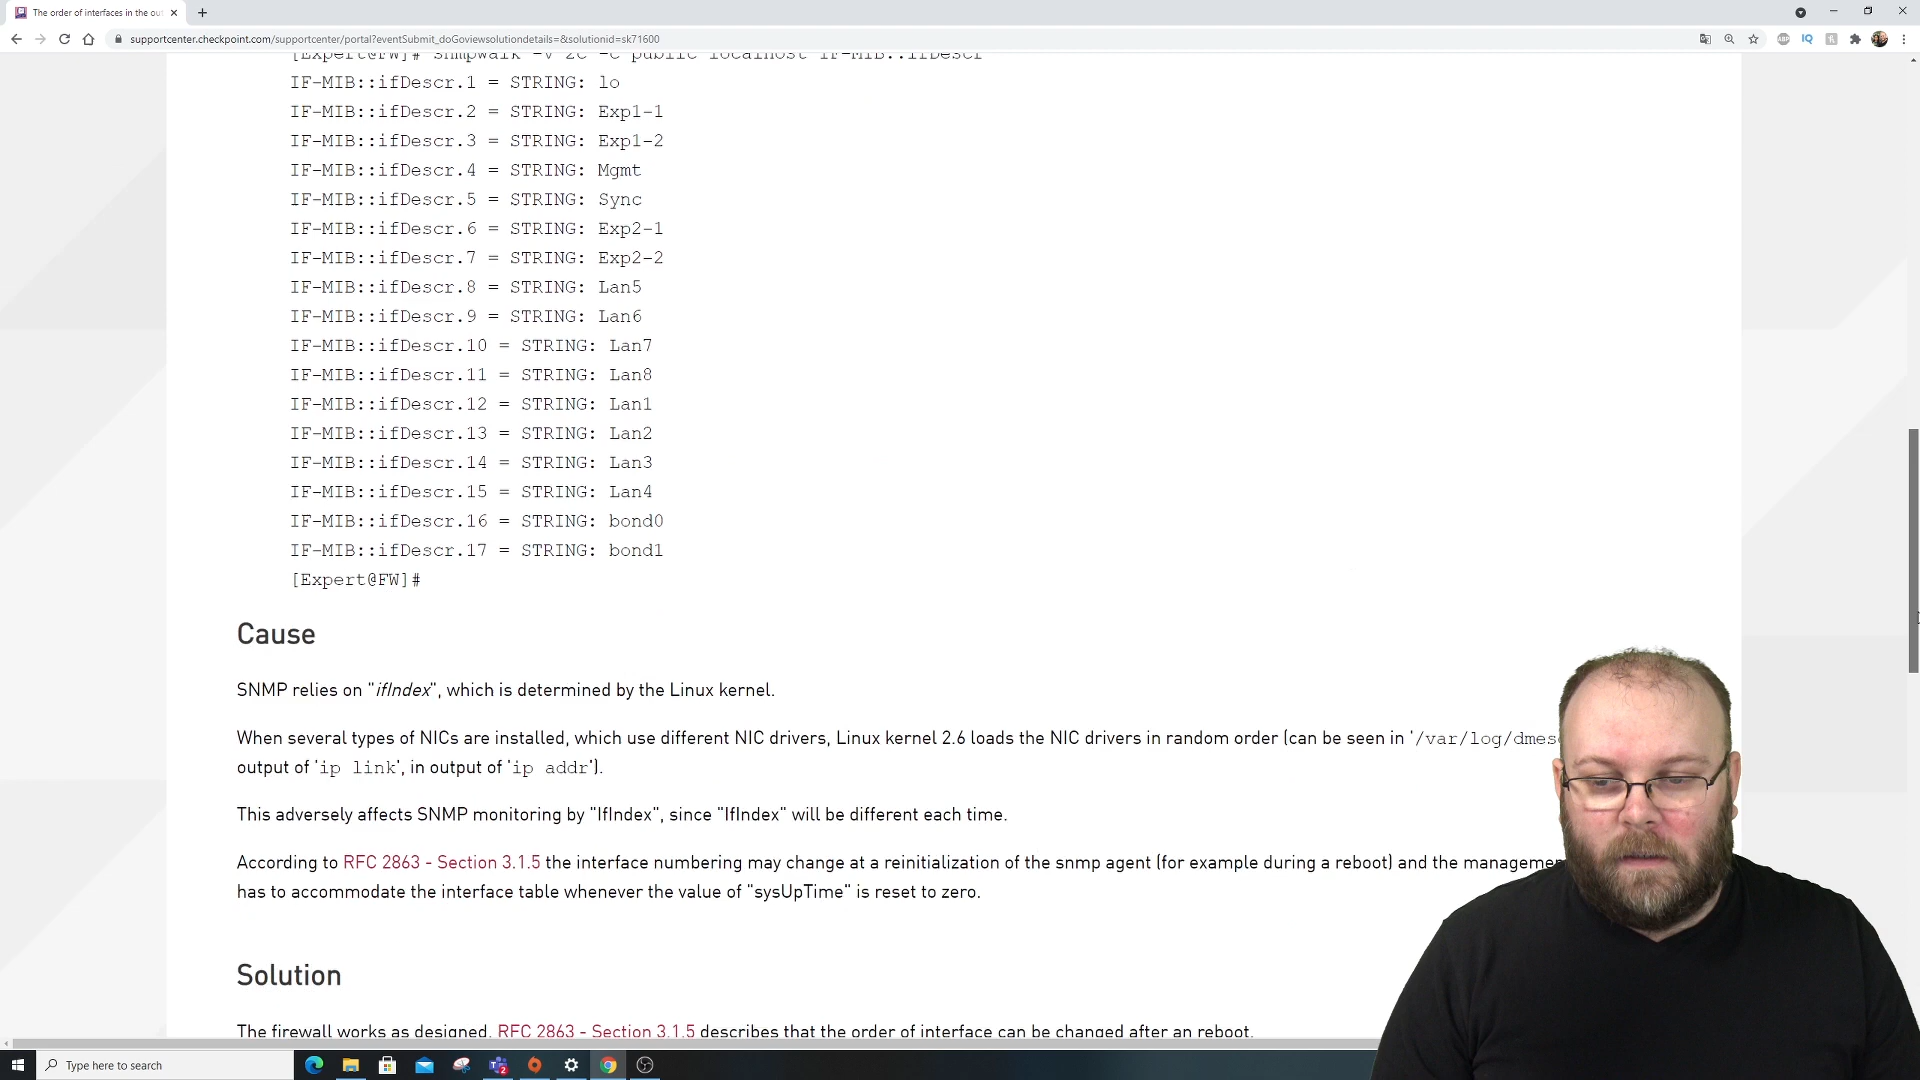 The order of interfaces in the ou
supportcenter.checkpoint.com/supportcenter/portal?eventSubmit_doGoviewsolutiondetails=&solutionid=sk71600
[Expert@FW]# snmpwalk -v 2c -c public localhost IF-MIB::ifDescr
IF-MIB::ifDescr.1 = STRING: lo
IF-MIB::ifDescr.2 = STRING: Exp1-1
IF-MIB::ifDescr.3 = STRING: Exp1-2
IF-MIB::ifDescr.4 = STRING: Mgmt
IF-MIB::ifDescr.5 = STRING: Sync
IF-MIB::ifDescr.6 = STRING: Exp2-1
IF-MIB::ifDescr.7 = STRING: Exp2-2
IF-MIB::ifDescr.8 = STRING: Lan5
IF-MIB::ifDescr.9 = STRING: Lan6
IF-MIB::ifDescr.10 = STRING: Lan7
IF-MIB::ifDescr.11 = STRING: Lan8
IF-MIB::ifDescr.12 = STRING: Lan1
IF-MIB::ifDescr.13 = STRING: Lan2
IF-MIB::ifDescr.14 = STRING: Lan3
IF-MIB::ifDescr.15 = STRING: Lan4
IF-MIB::ifDescr.16 = STRING: bond0
IF-MIB::ifDescr.17 = STRING: bond1
[Expert@FW]#
Cause
SNMP relies on "ifIndex", which is determined by the Linux kernel.
When several types of NICs are installed, which use different NIC drivers, Linux kernel 2.6 loads the NIC drivers in random order (can be seen in '/var/log/dmes
output of 'ip link', in output of 'ip addr').
This adversely affects SNMP monitoring by "IfIndex", since "IfIndex" will be different each time.
According to RFC 2863 - Section 3.1.5 the interface numbering may change at a reinitialization of the snmp agent (for example during a reboot) and the managemen
has to accommodate the interface table whenever the value of "sysUpTime" is reset to zero.
Solution
The firewall works as designed. RFC 2863 - Section 3.1.5 describes that the order of interface can be changed after an reboot.
Type here to search